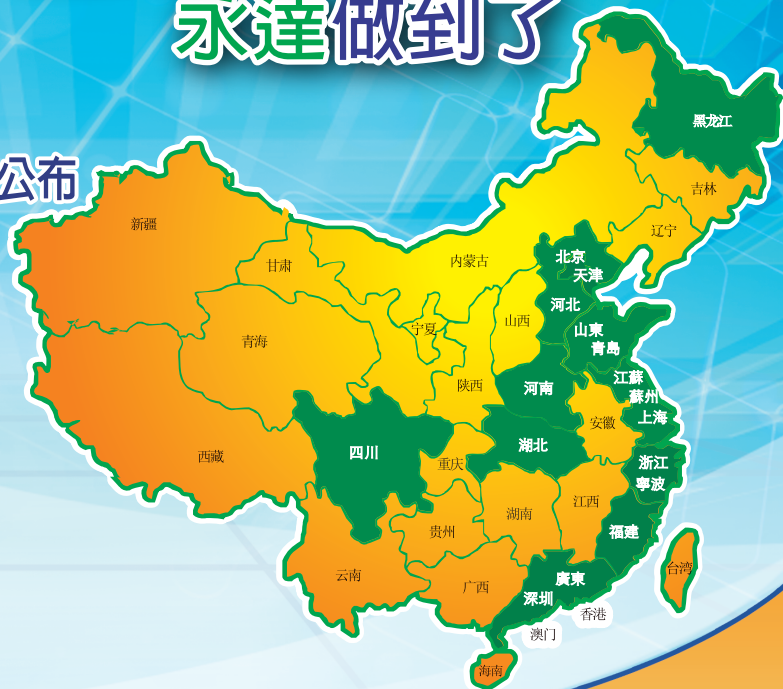 永達做到了
公布
黑龙江
吉林
辽宁
新疆
甘肃
内蒙古
北京
天津
河北
山西
山東
青島
宁夏
青海
陕西
河南
江蘇
蘇州
上海
安徽
西藏
四川
重庆
湖北
浙江
寧波
湖南
江西
贵州
福建
云南
广西
廣東
深圳
台湾
香港
澳门
海南